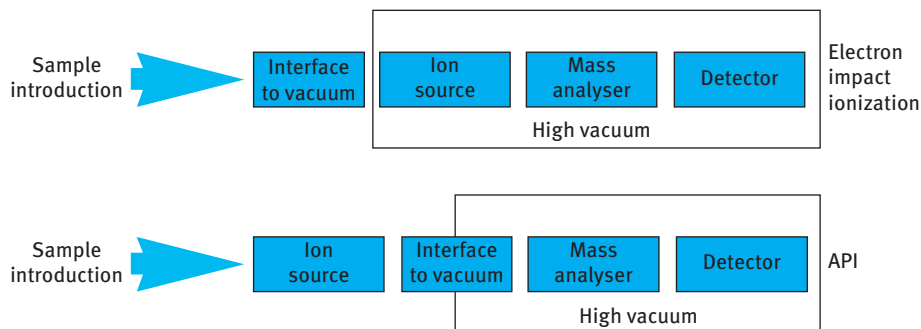 Sample
introduction
Interface
to vacuum
Ion
source
Mass
analyser
Detector
Electron
impact
ionization
High vacuum
Sample
introduction
Ion
source
Interface
to vacuum
Mass
analyser
Detector
API
High vacuum